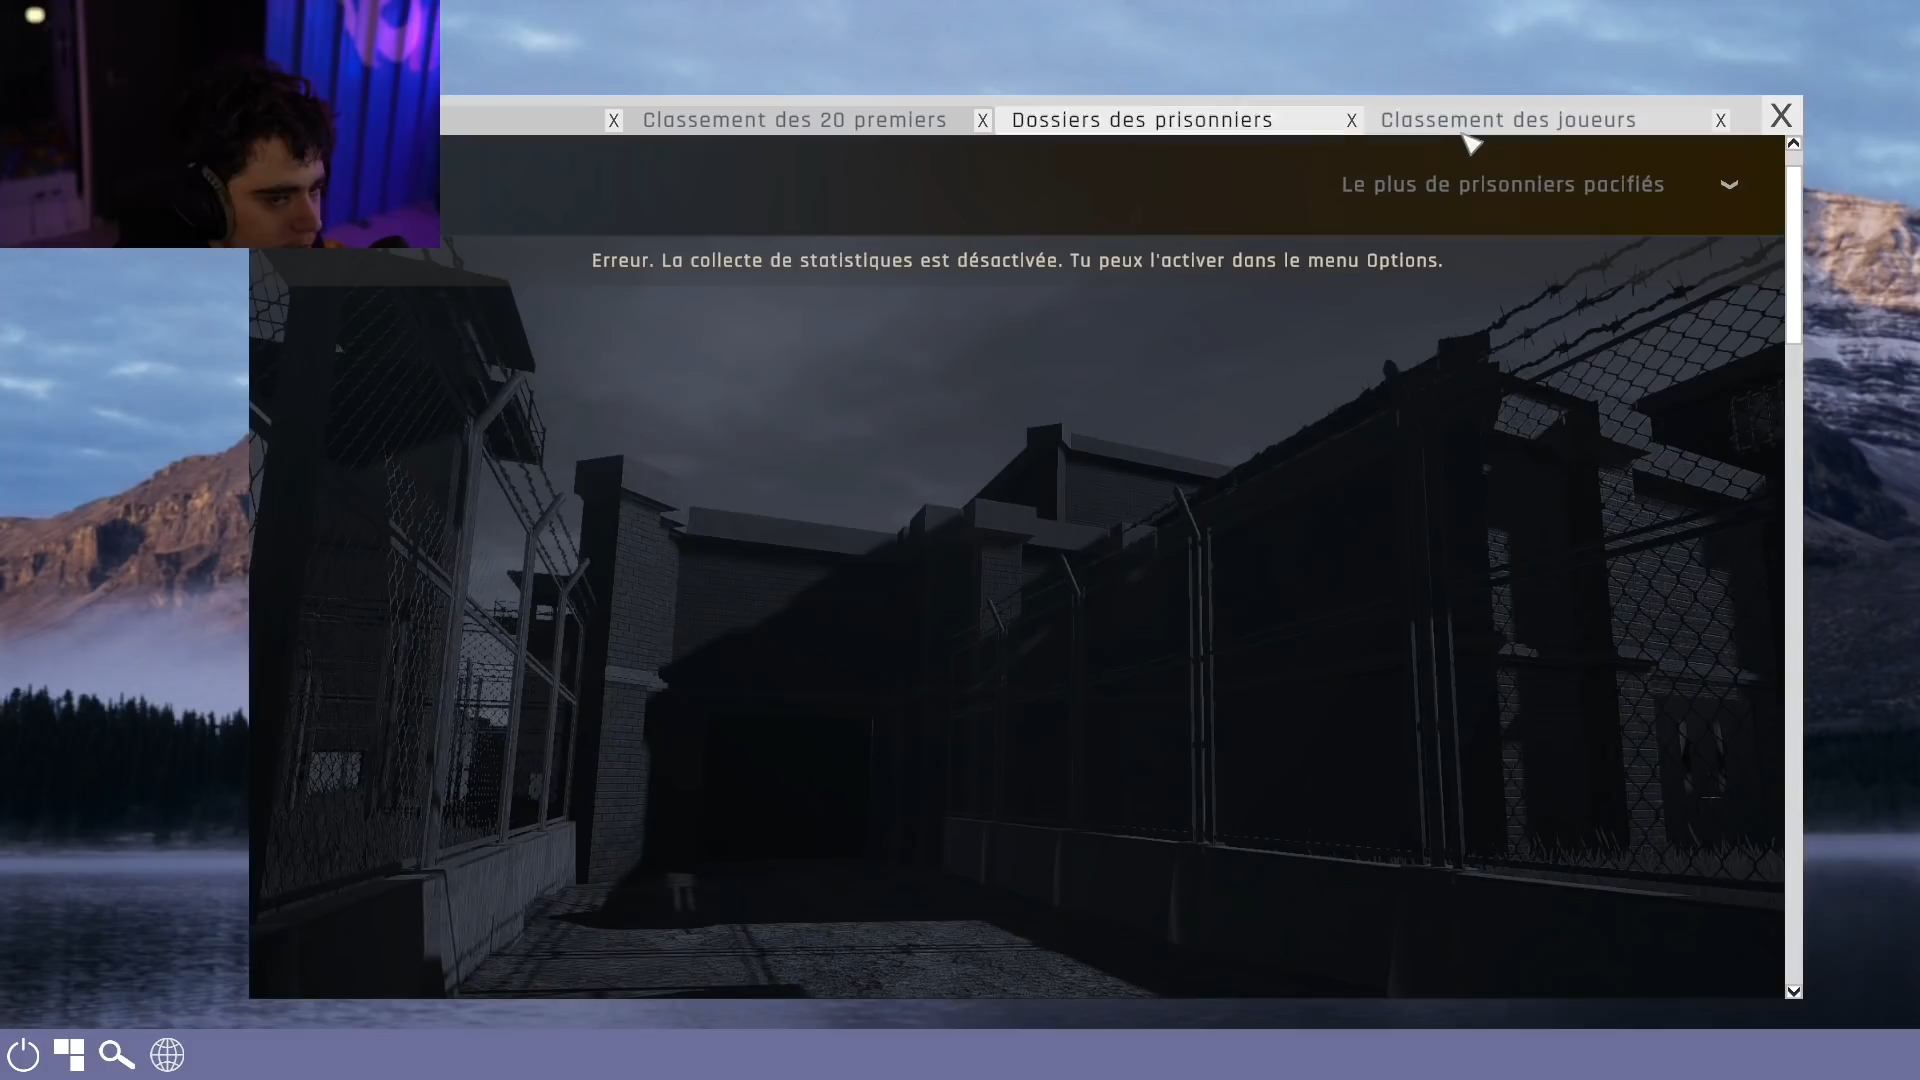 X Classement des 20 premiers X Dossiers des prisonniers X Classement des joueurs X X
Le plus de prisonniers pacifiés
Erreur. La collecte de statistiques est désactivée. Tu peux l'activer dans le menu Options.